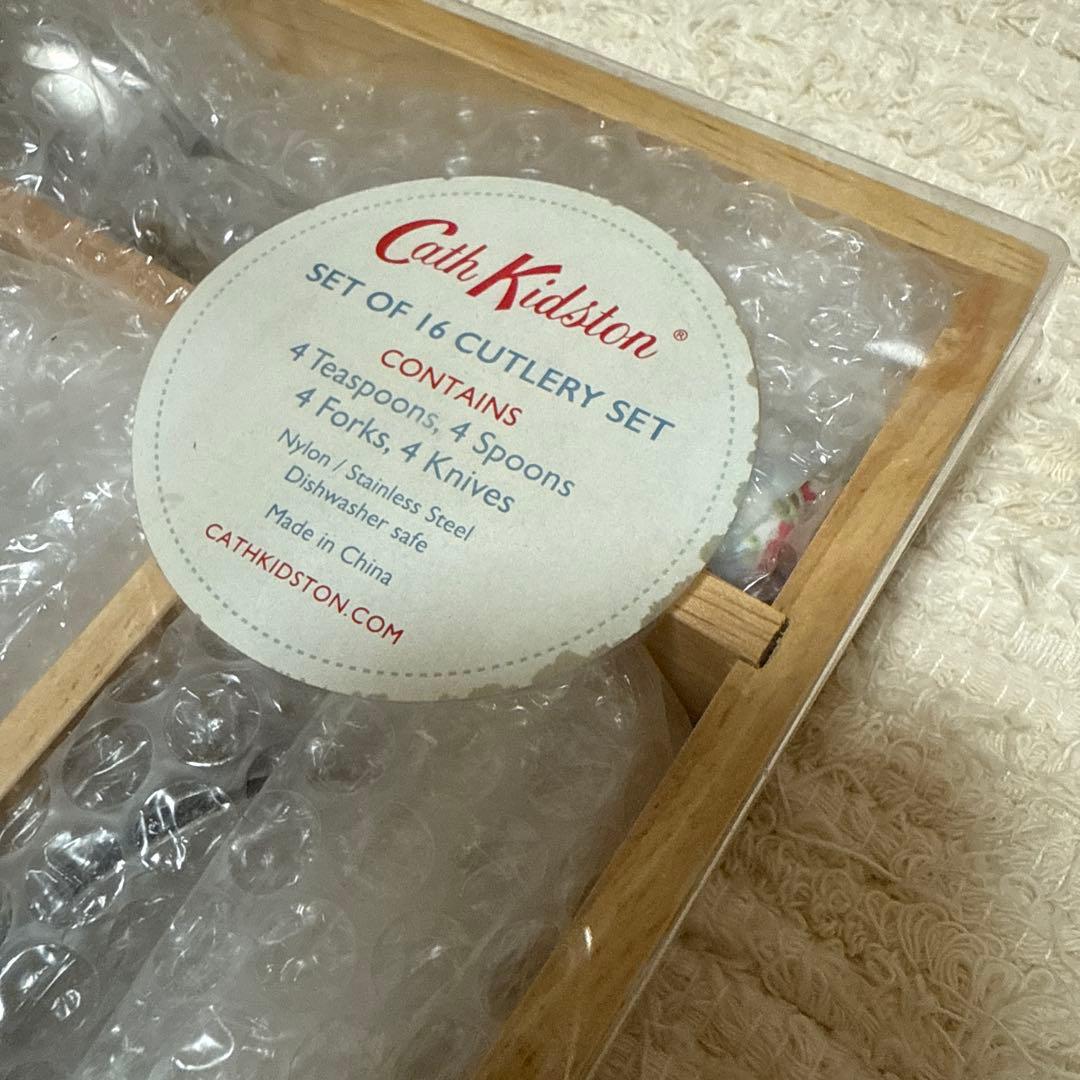 Cath Kidston®
SET OF 16 CUTLERY SET
CONTAINS
4 Teaspoons, 4 Spoons
4 Forks, 4 Knives
Nylon / Stainless Steel
Dishwasher safe
Made in China
CATHKIDSTON.COM